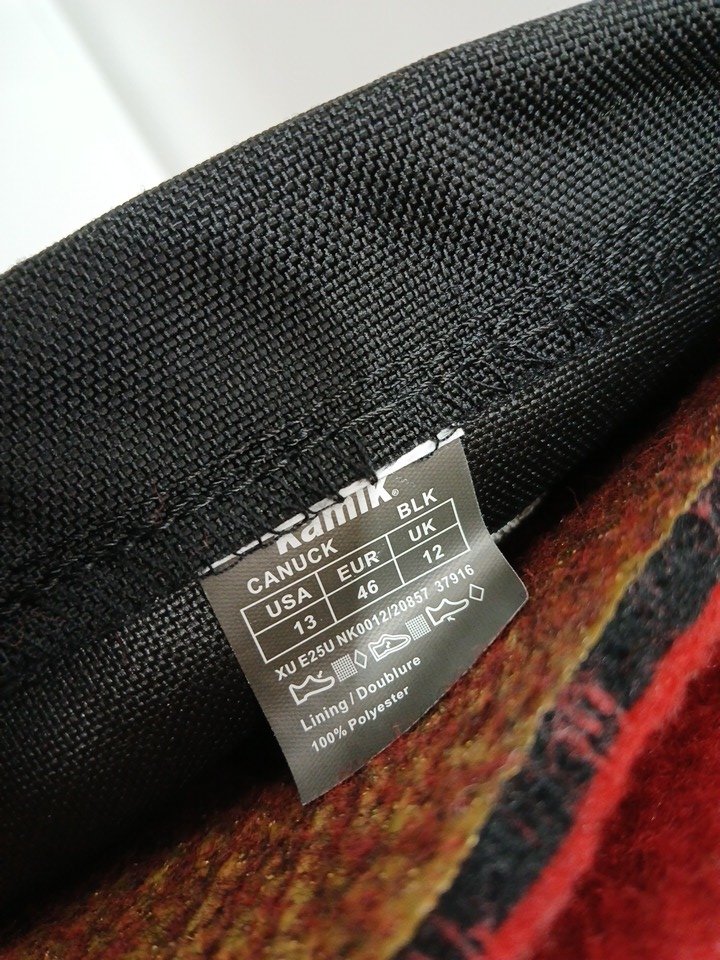 Kamik®
CANUCK BLK
USA EUR UK
13 46 12
XU E25U NK0012/20857 37916
Lining / Doublure
100% Polyester